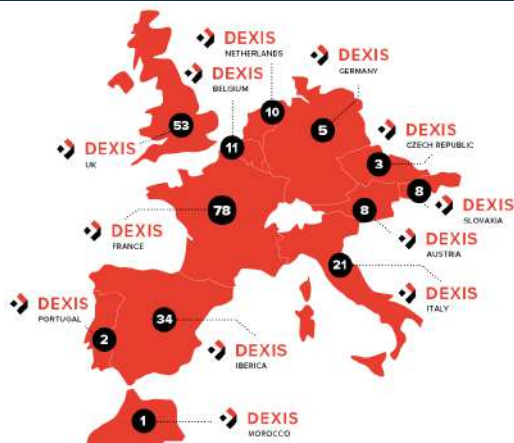 DEXIS
NETHERLANDS
DEXIS
GERMANY
DEXIS
BELGIUM
10
5
53
DEXIS
CZECH REPUBLIC
11
DEXIS
UK
3
8
DEXIS
SLOVAKIA
78
8
DEXIS
FRANCE
DEXIS
AUSTRIA
21
DEXIS
ITALY
DEXIS
PORTUGAL
34
2
DEXIS
IBERICA
1
DEXIS
MOROCCO